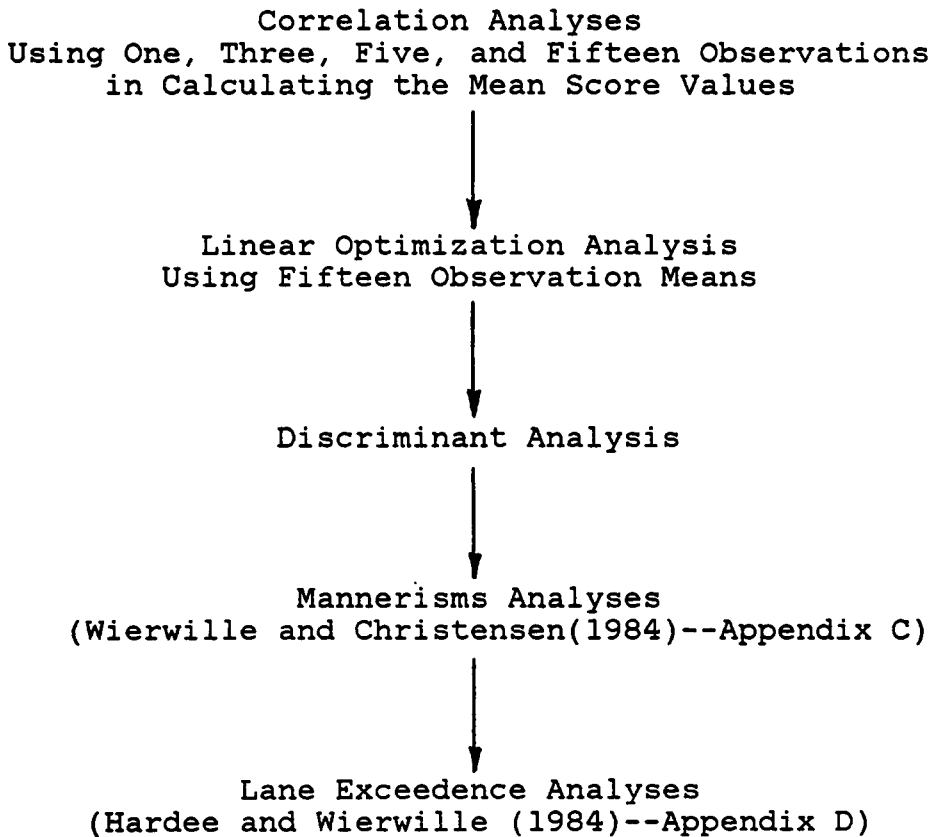 Correlation Analyses
Using One, Three, Five, and Fifteen Observations
in Calculating the Mean Score Values
Linear Optimization Analysis
Using Fifteen Observation Means
Discriminant Analysis
Mannerisms Analyses
(Wierwille and Christensen(1984)--Appendix C)
Lane Exceedence Analyses
(Hardee and Wierwille (1984)--Appendix D)